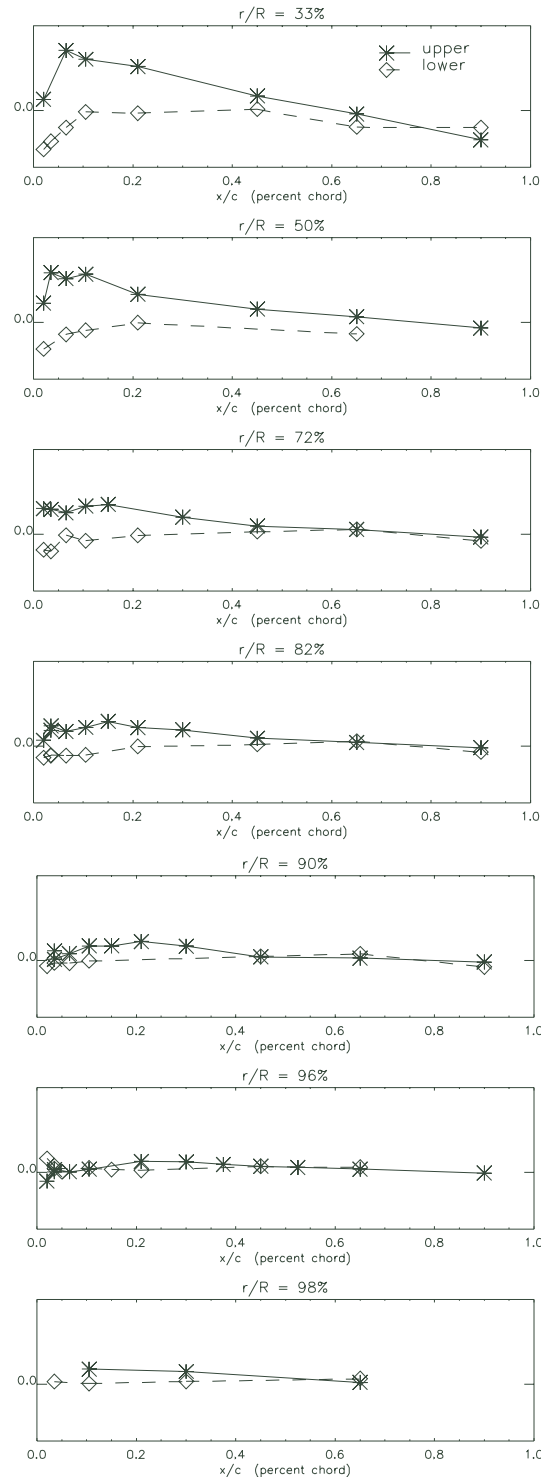 r/R = 33%
upper
lower
0.0
0.0 0.2 0.4 0.6 0.8 1.0
x/c (percent chord)
r/R = 50%
0.0
0.0 0.2 0.4 0.6 0.8 1.0
x/c (percent chord)
r/R = 72%
0.0
0.0 0.2 0.4 0.6 0.8 1.0
x/c (percent chord)
r/R = 82%
0.0
0.0 0.2 0.4 0.6 0.8 1.0
x/c (percent chord)
r/R = 90%
0.0
0.0 0.2 0.4 0.6 0.8 1.0
x/c (percent chord)
r/R = 96%
0.0
0.0 0.2 0.4 0.6 0.8 1.0
x/c (percent chord)
r/R = 98%
0.0
0.0 0.2 0.4 0.6 0.8 1.0
x/c (percent chord)